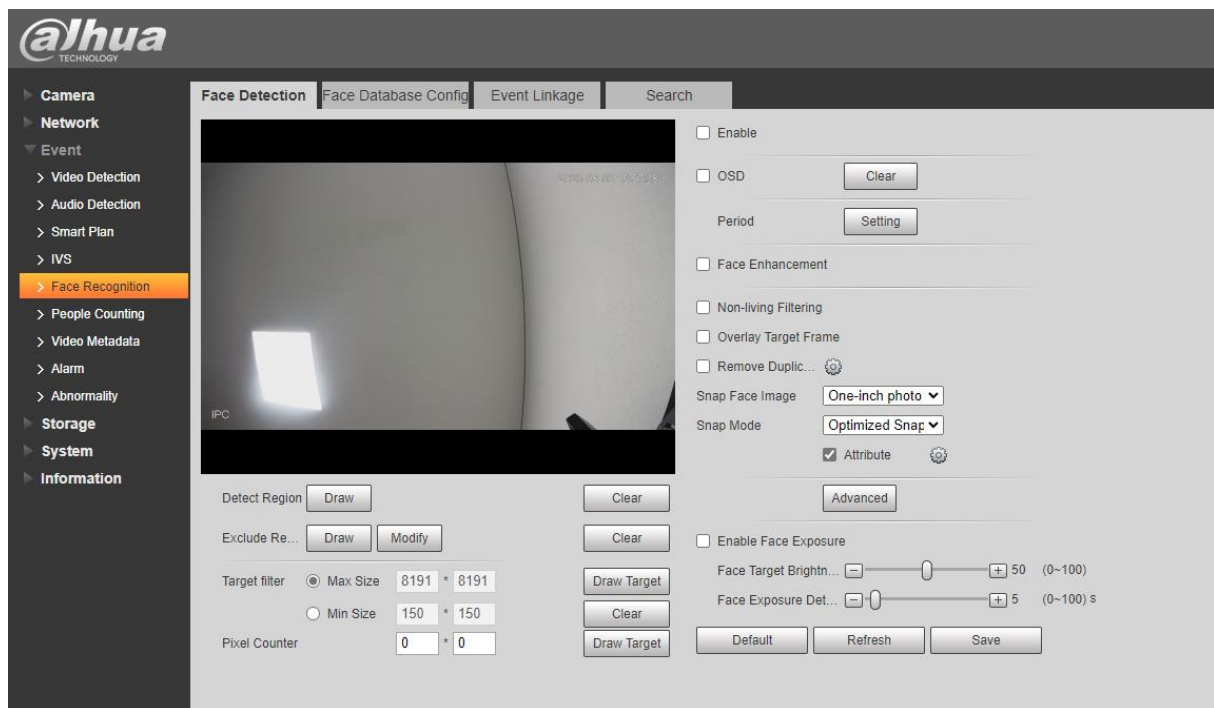 alhua
TECHNOLOGY
Camera
Network
Event
Video Detection
Audio Detection
Smart Plan
IVS
Face Recognition
People Counting
Video Metadata
Alarm
Abnormality
Storage
System
Information
Face Detection Face Database Config Event Linkage Search
IPC
Detect Region Draw Clear
Exclude Re... Draw Modify Clear
Target filter Max Size 8191 * 8191 Draw Target
Min Size 150 * 150 Clear
Pixel Counter 0 * 0 Draw Target
Enable
OSD Clear
Period Setting
Face Enhancement
Non-living Filtering
Overlay Target Frame
Remove Duplic...
Snap Face Image One-inch photo
Snap Mode Optimized Snap
Attribute
Advanced
Enable Face Exposure
Face Target Brightn... 50 (0~100)
Face Exposure Det... 5 (0~100) s
Default Refresh Save